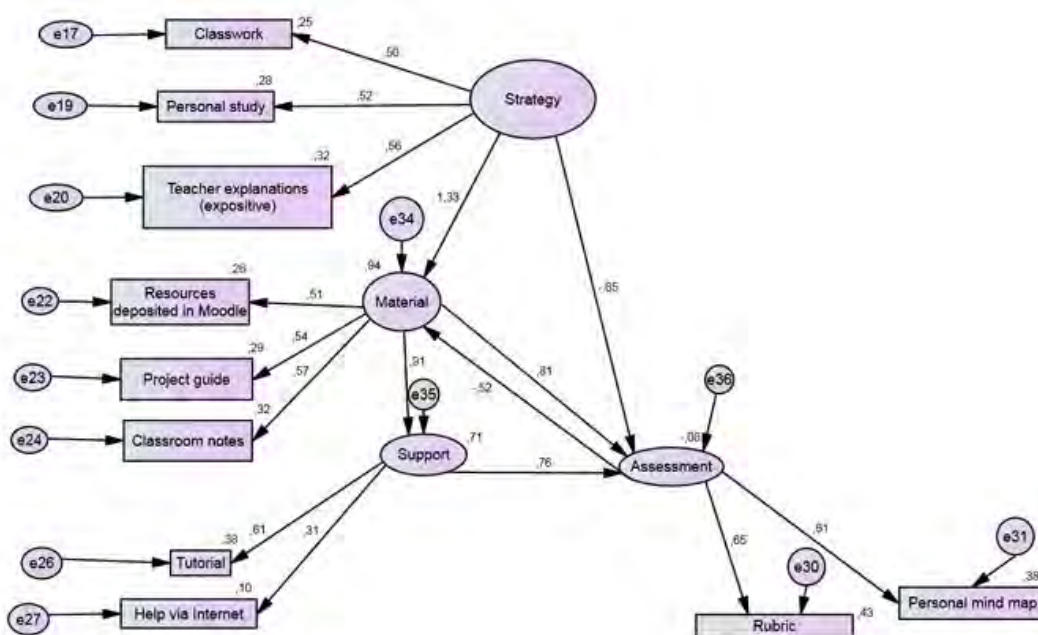 e17
Classwork
,25
,50
Strategy
e19
Personal study
,28
,52
e20
Teacher explanations
(expositive)
,32
,56
1,33
e34
,94
Material
-,65
e22
Resources
deposited in Moodle
,26
,51
e23
Project guide
,29
,54
e24
Classroom notes
,32
,57
,91
e35
-,52
,81
e36
Support
,71
,76
Assessment
-,08
e26
Tutorial
,38
,61
e27
Help via Internet
,10
,31
,65
e30
Rubric
,43
,61
e31
Personal mind map
,38